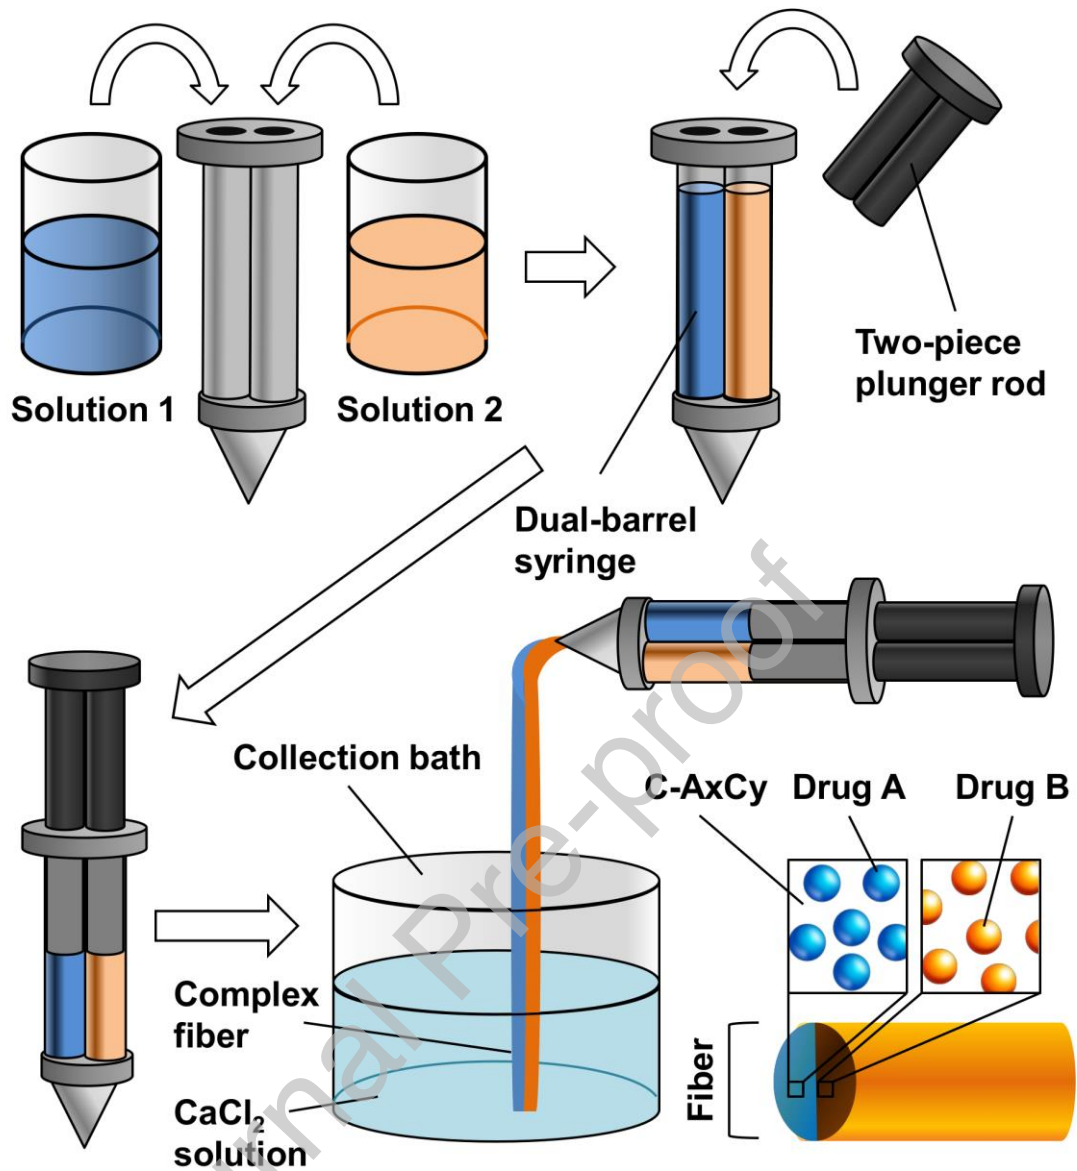 Solution 1
Solution 2
Two-piece
plunger rod
Dual-barrel
syringe
Collection bath
C-AxCy
Drug A
Drug B
Complex
fiber
CaCl₂
solution
Fiber
Journal Pre-proof